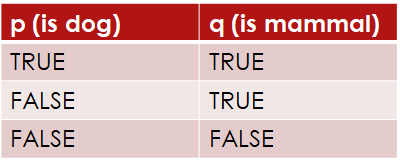 p (is dog) q (is mammal)
TRUE TRUE
FALSE TRUE
FALSE FALSE